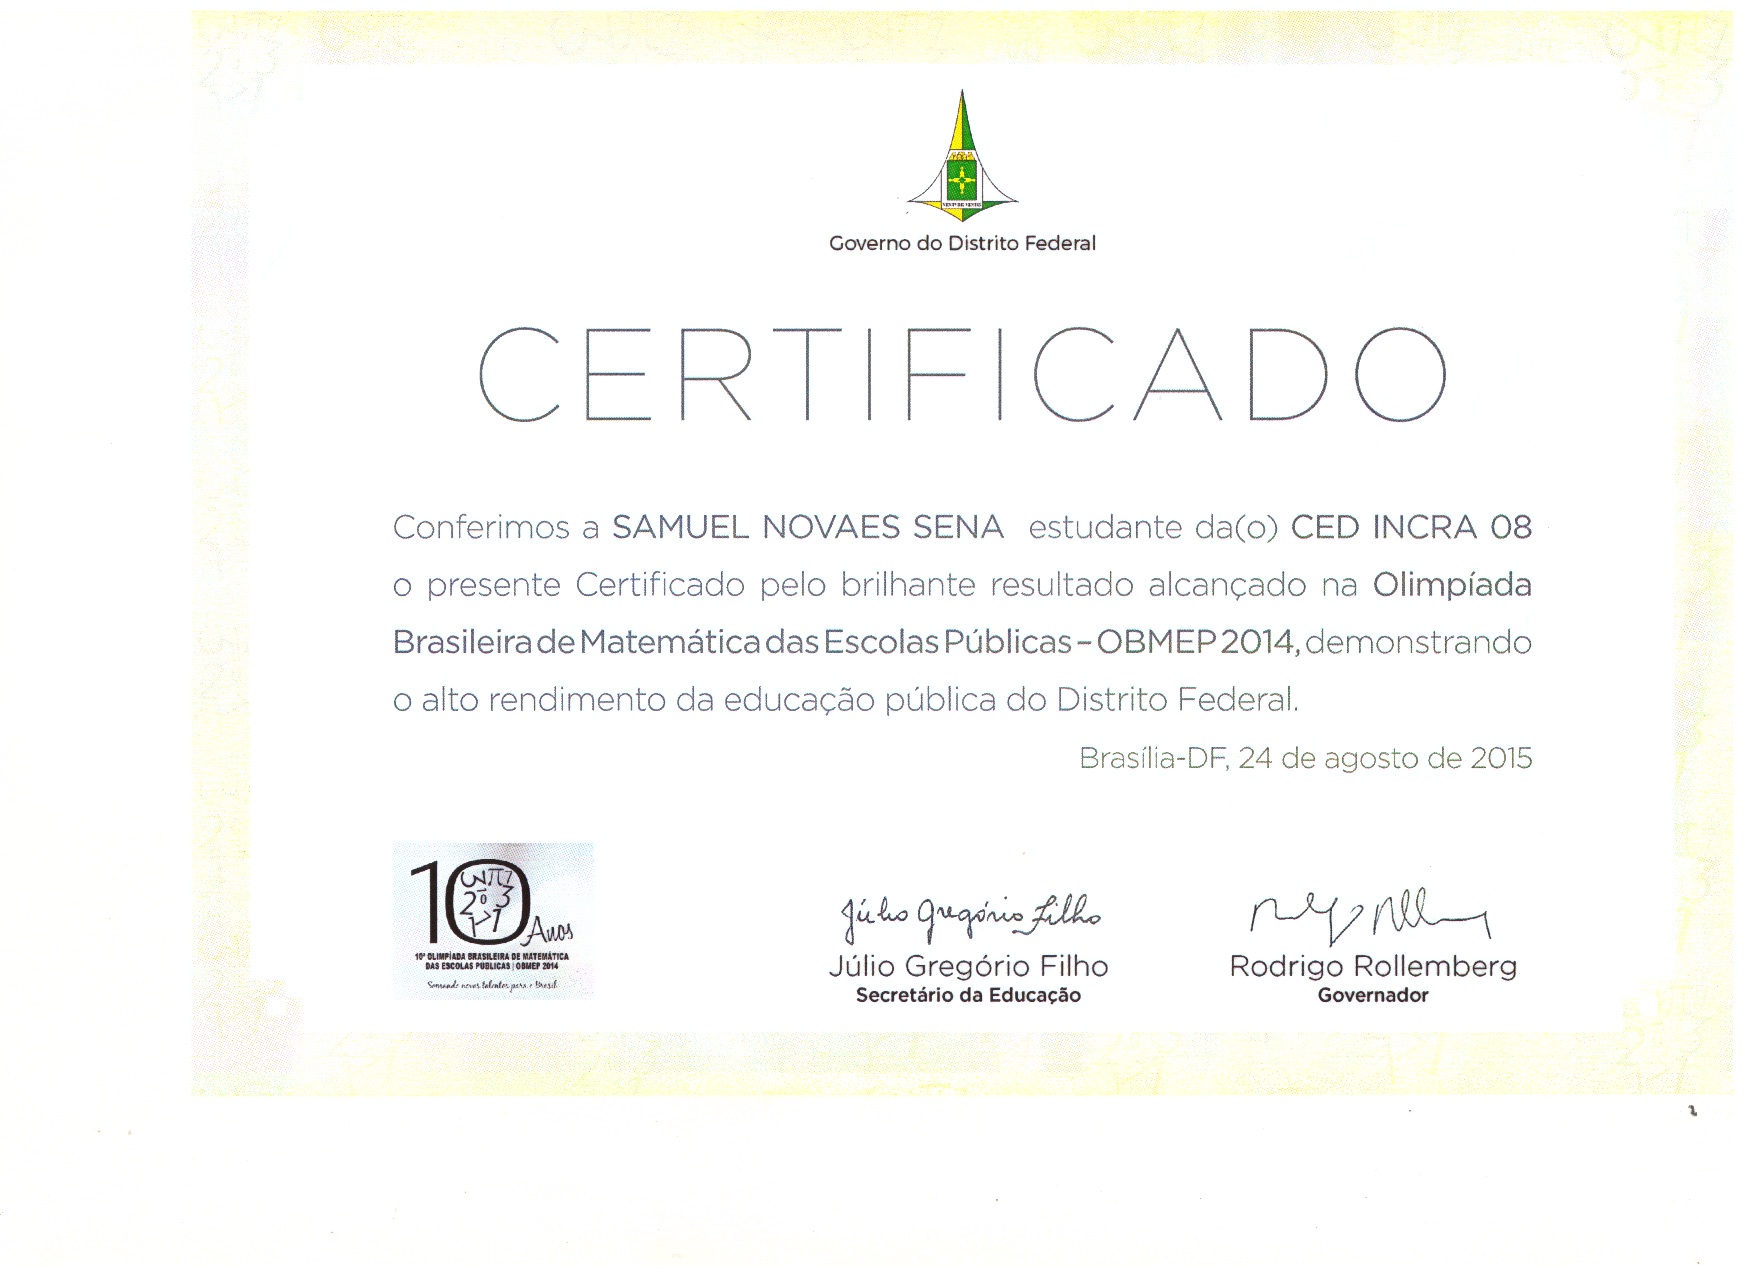 VENTVRIS VENTIS
Governo do Distrito Federal
CERTIFICADO
Conferimos a SAMUEL NOVAES SENA estudante da(o) CED INCRA 08
o presente Certificado pelo brilhante resultado alcançado na Olimpíada
Brasileira de Matemática das Escolas Públicas – OBMEP 2014, demonstrando
o alto rendimento da educação pública do Distrito Federal.
Brasília-DF, 24 de agosto de 2015
10 Anos
10ª OLIMPÍADA BRASILEIRA DE MATEMÁTICA
DAS ESCOLAS PÚBLICAS | OBMEP 2014
Somando novos talentos para o Brasil
Júlio Gregório Filho
Júlio Gregório Filho
Secretário da Educação
Rodrigo Rollemberg
Governador